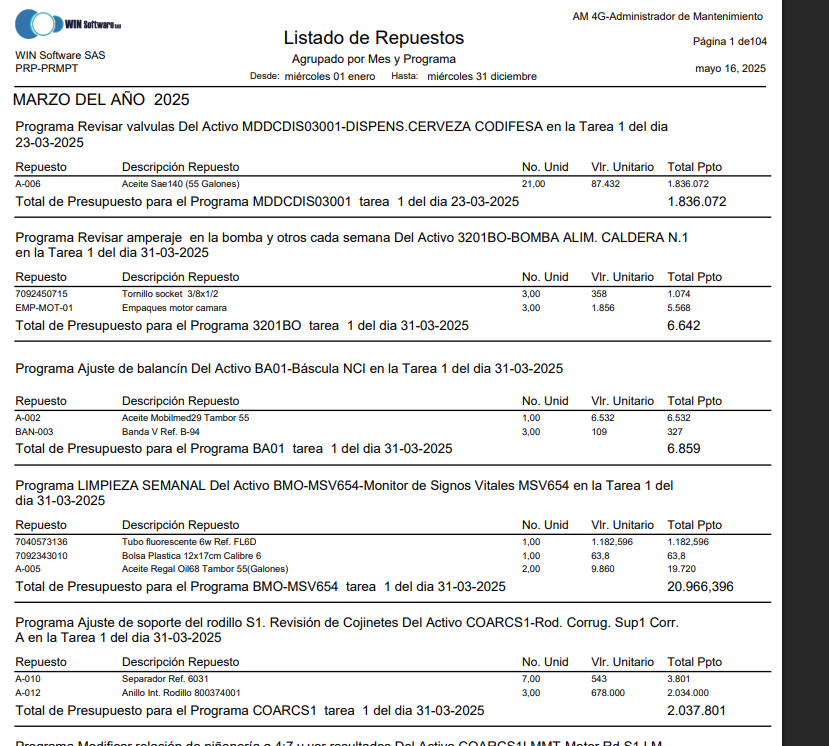 WIN Software SAS
AM 4G-Administrador de Mantenimiento
Listado de Repuestos
Página 1 de104
WIN Software SAS
Agrupado por Mes y Programa
PRP-PRMPT
mayo 16, 2025
Desde: miércoles 01 enero Hasta: miércoles 31 diciembre
MARZO DEL AÑO 2025
Programa Revisar valvulas Del Activo MDDCDIS03001-DISPENS.CERVEZA CODIFESA en la Tarea 1 del dia
23-03-2025
Repuesto Descripción Repuesto No. Unid Vlr. Unitario Total Ppto
A-006 Aceite Sae140 (55 Galones) 21,00 87.432 1.836.072
Total de Presupuesto para el Programa MDDCDIS03001 tarea 1 del dia 23-03-2025 1.836.072
Programa Revisar amperaje en la bomba y otros cada semana Del Activo 3201BO-BOMBA ALIM. CALDERA N.1
en la Tarea 1 del dia 31-03-2025
Repuesto Descripción Repuesto No. Unid Vlr. Unitario Total Ppto
7092450715 Tornillo socket 3/8x1/2 3,00 358 1.074
EMP-MOT-01 Empaques motor camara 3,00 1.856 5.568
Total de Presupuesto para el Programa 3201BO tarea 1 del dia 31-03-2025 6.642
Programa Ajuste de balancín Del Activo BA01-Báscula NCI en la Tarea 1 del dia 31-03-2025
Repuesto Descripción Repuesto No. Unid Vlr. Unitario Total Ppto
A-002 Aceite Mobilmed29 Tambor 55 1,00 6.532 6.532
BAN-003 Banda V Ref. B-94 3,00 109 327
Total de Presupuesto para el Programa BA01 tarea 1 del dia 31-03-2025 6.859
Programa LIMPIEZA SEMANAL Del Activo BMO-MSV654-Monitor de Signos Vitales MSV654 en la Tarea 1 del
dia 31-03-2025
Repuesto Descripción Repuesto No. Unid Vlr. Unitario Total Ppto
7040573136 Tubo fluorescente 6w Ref. FL6D 1,00 1.182,596 1.182,596
7092343010 Bolsa Plastica 12x17cm Calibre 6 1,00 63,8 63,8
A-005 Aceite Regal Oil68 Tambor 55(Galones) 2,00 9.860 19.720
Total de Presupuesto para el Programa BMO-MSV654 tarea 1 del dia 31-03-2025 20.966,396
Programa Ajuste de soporte del rodillo S1. Revisión de Cojinetes Del Activo COARCS1-Rod. Corrug. Sup1 Corr.
A en la Tarea 1 del dia 31-03-2025
Repuesto Descripción Repuesto No. Unid Vlr. Unitario Total Ppto
A-010 Separador Ref. 6031 7,00 543 3.801
A-012 Anillo Int. Rodillo 800374001 3,00 678.000 2.034.000
Total de Presupuesto para el Programa COARCS1 tarea 1 del dia 31-03-2025 2.037.801
Programa Modificar relación de piñonería a 4:7 y ver resultados Del Activo